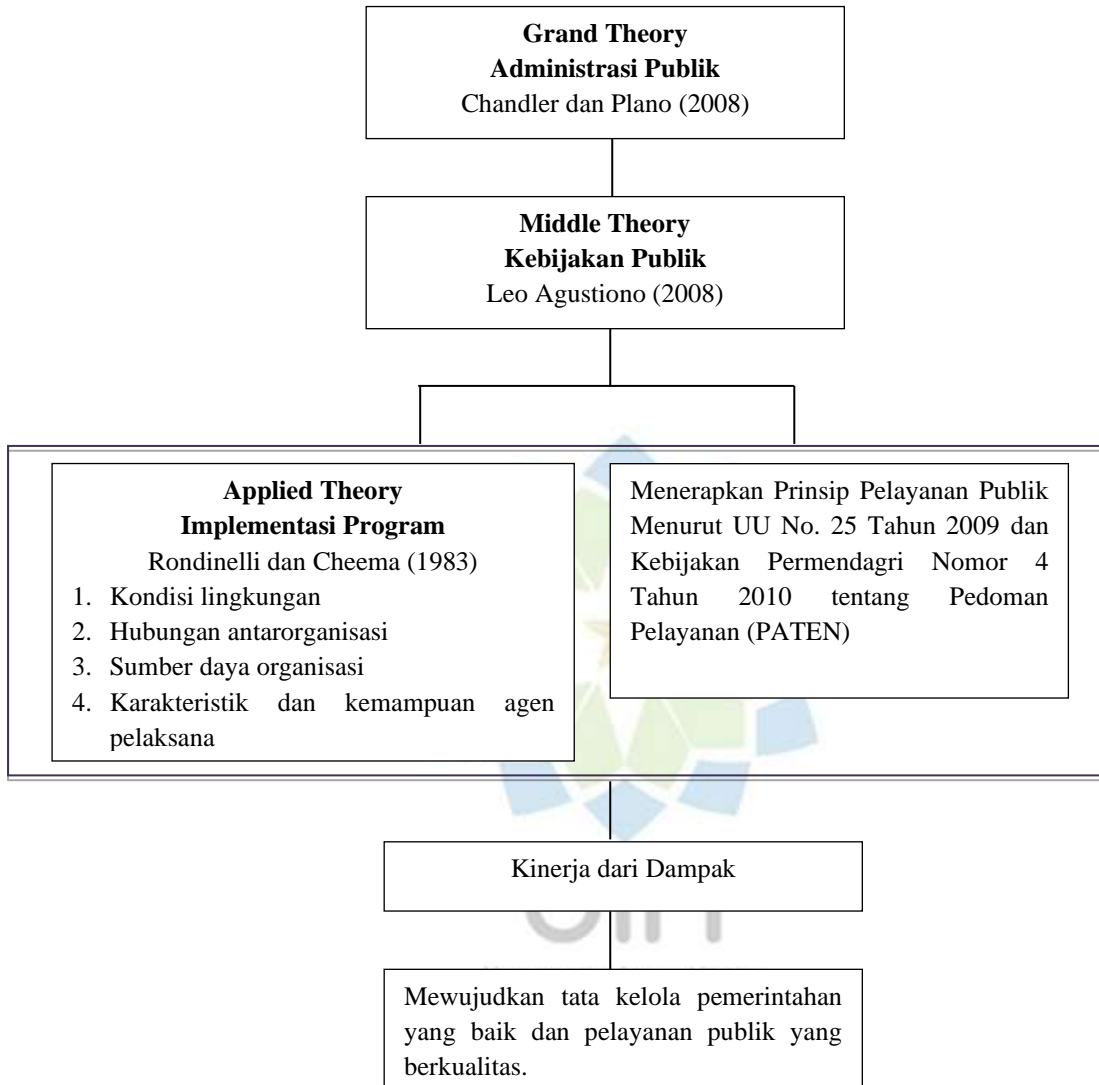 Grand Theory
Administrasi Publik
Chandler dan Plano (2008)
Middle Theory
Kebijakan Publik
Leo Agustiono (2008)
Applied Theory
Implementasi Program
Rondinelli dan Cheema (1983)
1. Kondisi lingkungan
2. Hubungan antarorganisasi
3. Sumber daya organisasi
4. Karakteristik dan kemampuan agen
pelaksana
Menerapkan Prinsip Pelayanan Publik
Menurut UU No. 25 Tahun 2009 dan
Kebijakan Permendagri Nomor 4
Tahun 2010 tentang Pedoman
Pelayanan (PATEN)
Kinerja dari Dampak
Mewujudkan tata kelola pemerintahan
yang baik dan pelayanan publik yang
berkualitas.